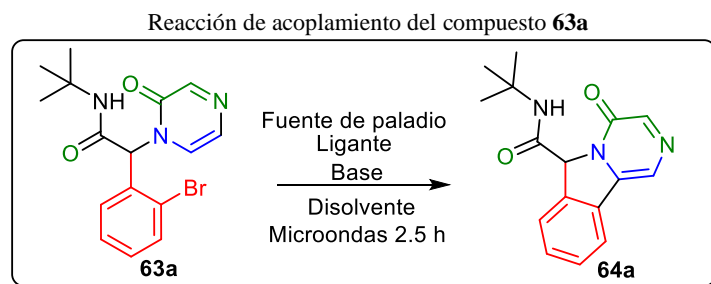 Reacción de acoplamiento del compuesto 63a
NH
O
O
N
N
Br
63a
Fuente de paladio
Ligante
Base
Disolvente
Microondas 2.5 h
NH
O
O
N
N
64a